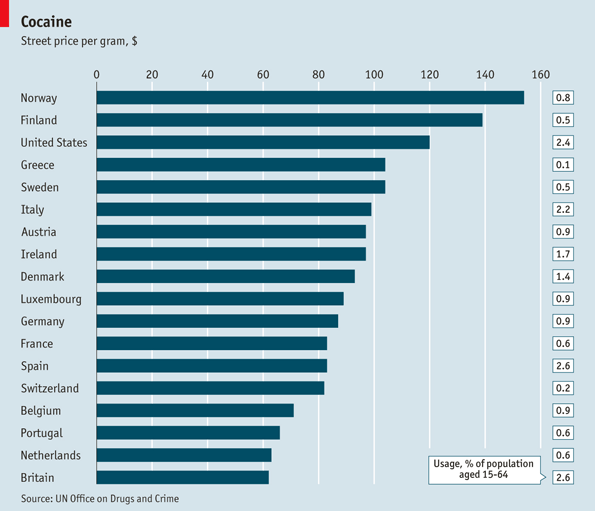 Cocaine
Street price per gram, $
0 20 40 60 80 100 120 140 160
Norway 0.8
Finland 0.5
United States 2.4
Greece 0.1
Sweden 0.5
Italy 2.2
Austria 0.9
Ireland 1.7
Denmark 1.4
Luxembourg 0.9
Germany 0.9
France 0.6
Spain 2.6
Switzerland 0.2
Belgium 0.9
Portugal 0.6
Netherlands 0.6
Usage, % of population
aged 15-64
Britain 2.6
Source: UN Office on Drugs and Crime